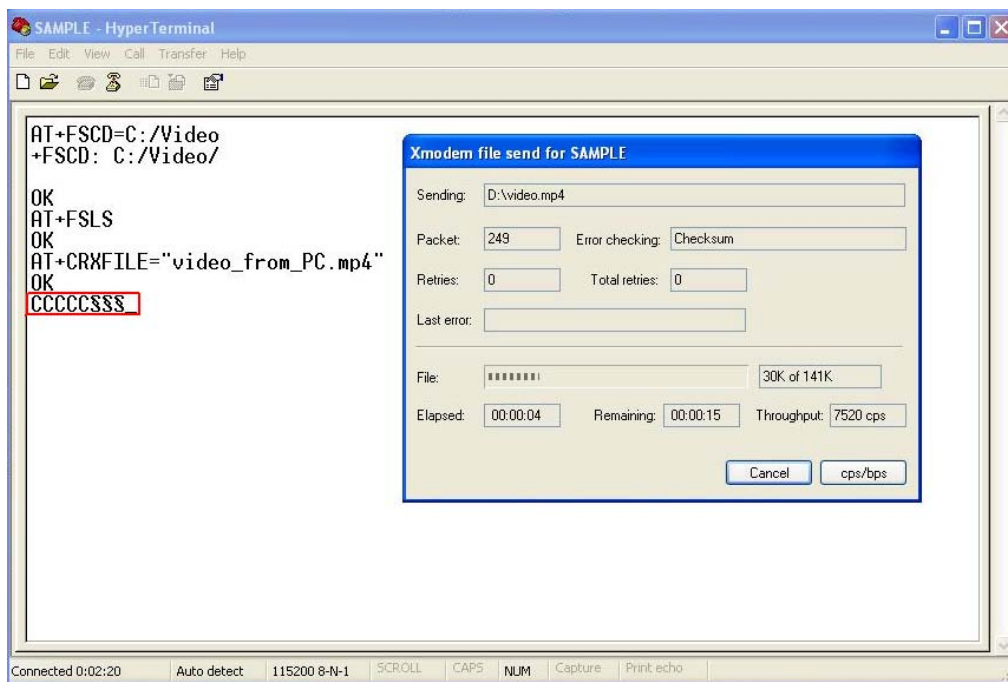 SAMPLE - HyperTerminal
File Edit View Call Transfer Help
AT+FSCD=C:/Video
+FSCD: C:/Video/
OK
AT+FSLS
OK
AT+CRXFILE="video_from_PC.mp4"
OK
CCCCC§§§_
Xmodem file send for SAMPLE
Sending: D:\video.mp4
Packet: 249 Error checking: Checksum
Retries: 0 Total retries: 0
Last error:
File: 30K of 141K
Elapsed: 00:00:04 Remaining: 00:00:15 Throughput: 7520 cps
Cancel cps/bps
Connected 0:02:20 Auto detect 115200 8-N-1 SCROLL CAPS NUM Capture Print echo